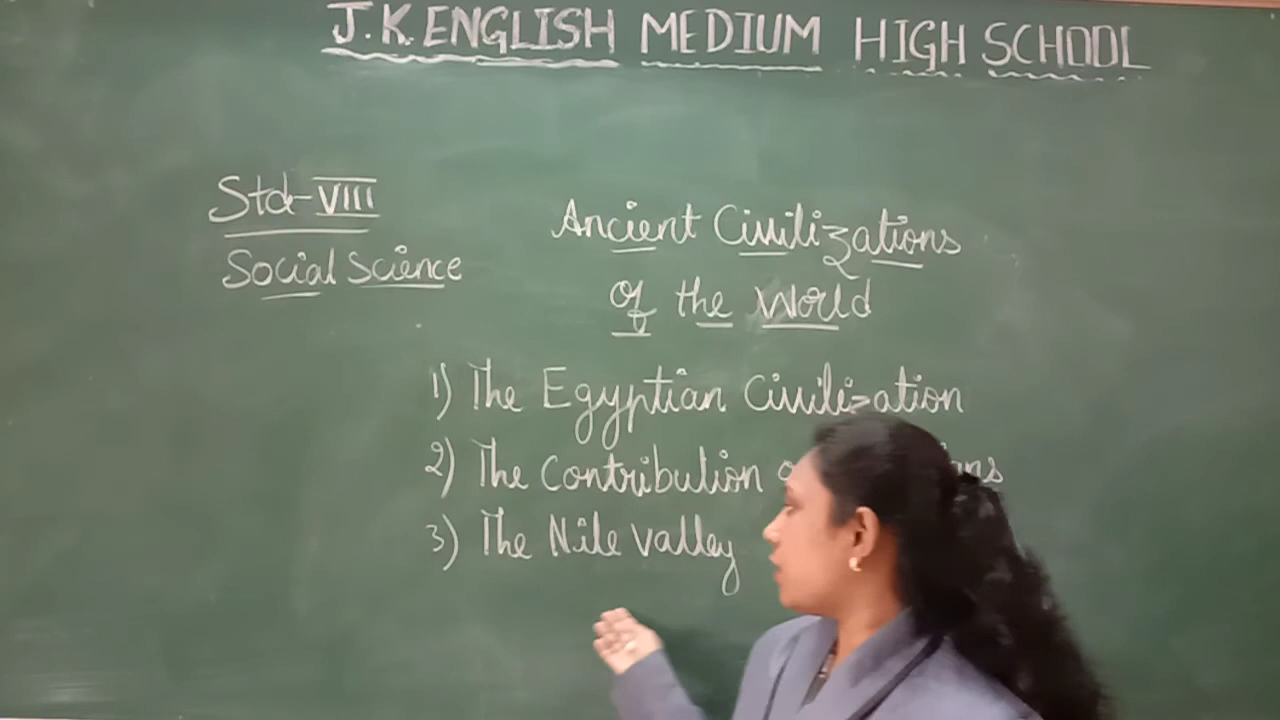 J.K. ENGLISH MEDIUM HIGH SCHOOL
Std-VIII
Social Science
Ancient Civilizations
of the World
1) The Egyptian Civilization
2) The Contribution
3) The Nile Valley